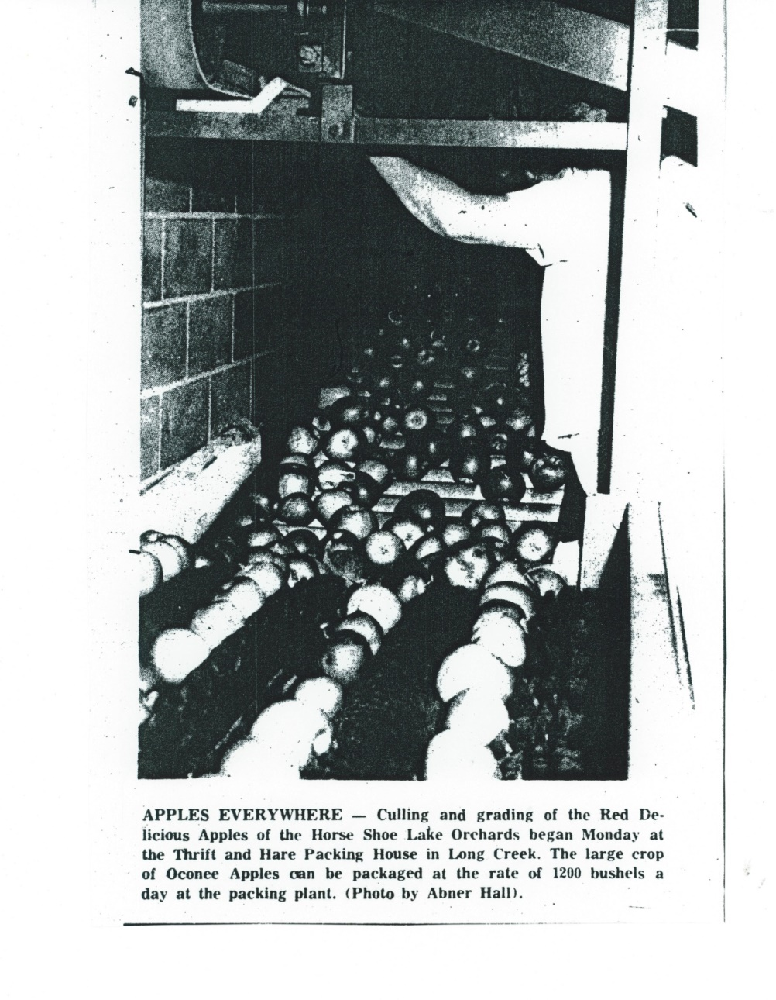 APPLES EVERYWHERE — Culling and grading of the Red De-
licious Apples of the Horse Shoe Lake Orchards began Monday at
the Thrift and Hare Packing House in Long Creek. The large crop
of Oconee Apples can be packaged at the rate of 1200 bushels a
day at the packing plant. (Photo by Abner Hall).